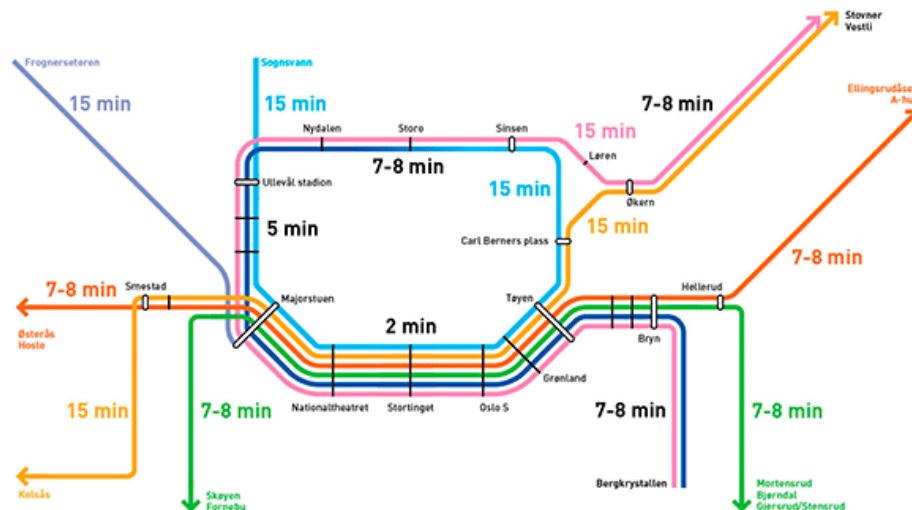 Stovner
Vestli
Frognerseteren
Sognsvann
Ellingsrudåse
A-hu
15 min
15 min
7-8 min
Nydalen
Storo
Sinsen
15 min
7-8 min
Løren
Ullevål stadion
15 min
Økern
5 min
15 min
Carl Berners plass
7-8 min
7-8 min
Smestad
Majorstuen
Tøyen
Hellerud
2 min
Østerås
Hosle
Bryn
Grønland
15 min
7-8 min
Nationaltheatret
Stortinget
Oslo S
7-8 min
7-8 min
Kolsås
Skøyen
Fornebu
Bergkrystallen
Mortensrud
Bjørndal
Gjersrud/Stensrud